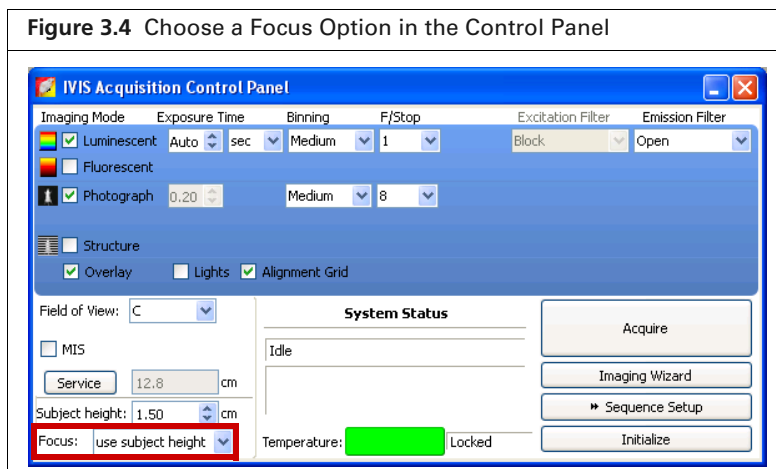 Figure 3.4 Choose a Focus Option in the Control Panel
IVIS Acquisition Control Panel
Imaging Mode Exposure Time Binning F/Stop Excitation Filter Emission Filter
Luminescent Auto sec Medium 1 Block Open
Fluorescent
Photograph 0.20 Medium 8
Structure
Overlay Lights Alignment Grid
Field of View: C
MIS
Service 12.8 cm
Subject height: 1.50 cm
Focus: use subject height
System Status
Idle
Temperature: Locked
Acquire
Imaging Wizard
Sequence Setup
Initialize